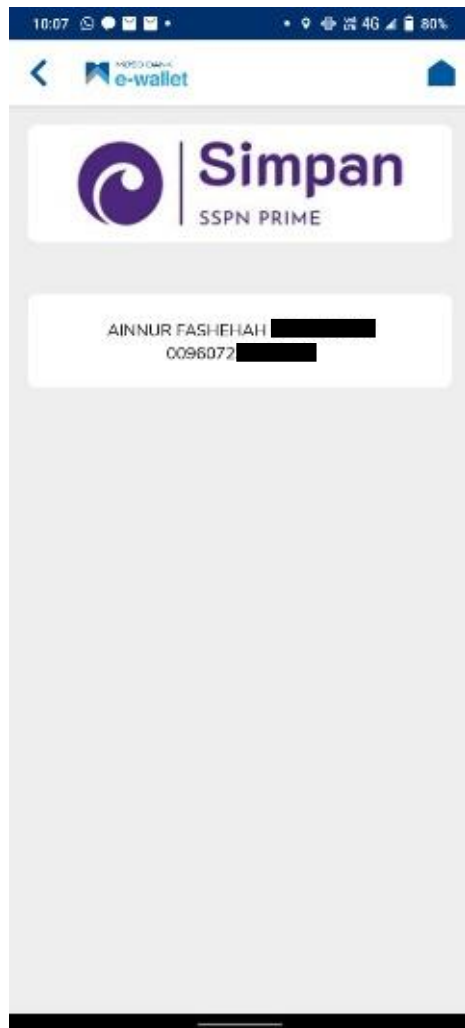 10:07 4G 80%
e-wallet
Simpan
SSPN PRIME
AINNUR FASHEHAH
0096072